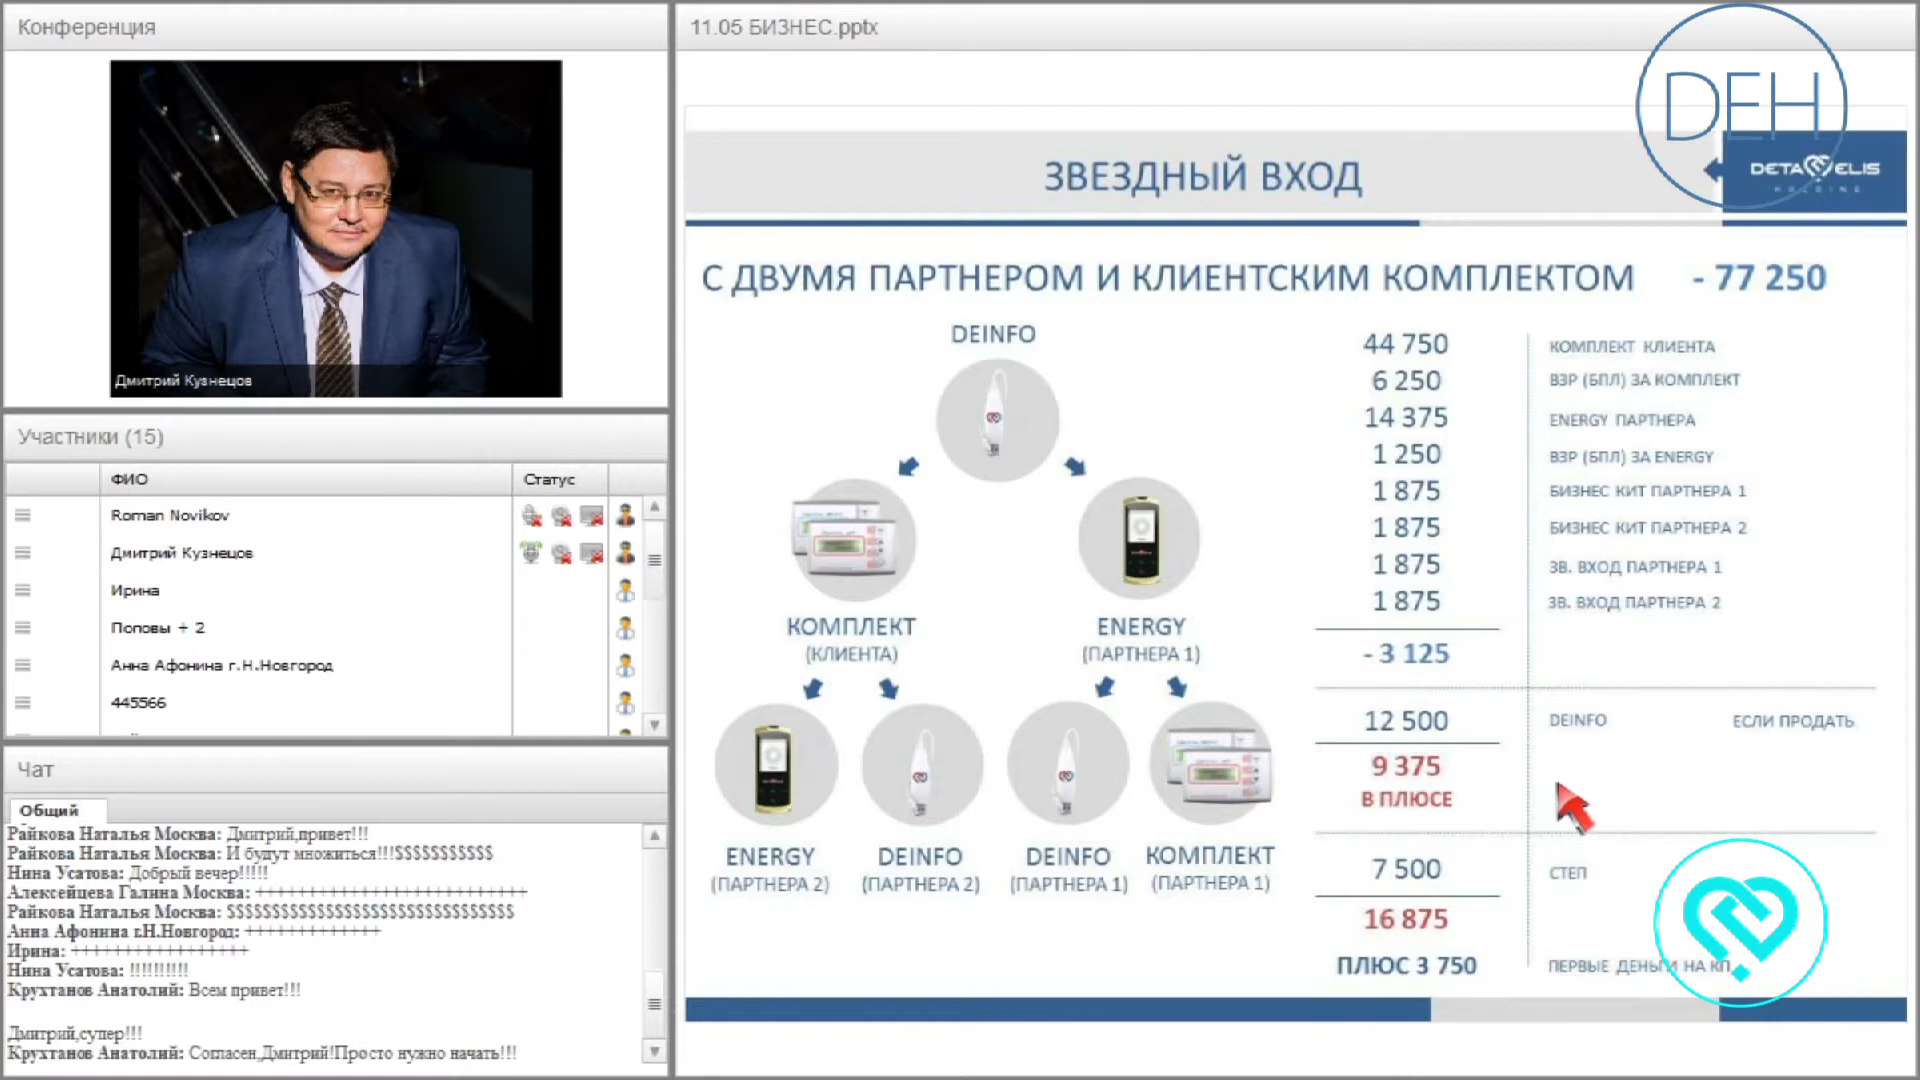 Конференция
Дмитрий Кузнецов
Участники (15)
ФИО
Статус
Roman Novikov
Дмитрий Кузнецов
Ирина
Поповы + 2
Анна Афонина г.Н.Новгород
445566
Чат
Общий
Райкова Наталья Москва: Дмитрий,привет!!!
Райкова Наталья Москва: И будут множиться!!!$$$$$$$$$$$
Нина Усатова: Добрый вечер!!!!!
Алексейцева Галина Москва: ++++++++++++++++++++++++++++
Райкова Наталья Москва: $$$$$$$$$$$$$$$$$$$$$$$$$$$$$$$$
Анна Афонина г.Н.Новгород: ++++++++++++++
Ирина: ++++++++++++++++++
Нина Усатова: !!!!!!!!!!
Крухтанов Анатолий: Всем привет!!!
Дмитрий,супер!!!
Крухтанов Анатолий: Согласен,Дмитрий!Просто нужно начать!!!
11.05 БИЗНЕС.pptx
DEH
DETA ELIS
HOLDING
ЗВЕЗДНЫЙ ВХОД
С ДВУМЯ ПАРТНЕРОМ И КЛИЕНТСКИМ КОМПЛЕКТОМ - 77 250
DEINFO
КОМПЛЕКТ
(КЛИЕНТА)
ENERGY
(ПАРТНЕРА 1)
ENERGY
(ПАРТНЕРА 2)
DEINFO
(ПАРТНЕРА 2)
DEINFO
(ПАРТНЕРА 1)
КОМПЛЕКТ
(ПАРТНЕРА 1)
44 750 КОМПЛЕКТ КЛИЕНТА
6 250 ВЗР (БПЛ) ЗА КОМПЛЕКТ
14 375 ENERGY ПАРТНЕРА
1 250 ВЗР (БПЛ) ЗА ENERGY
1 875 БИЗНЕС КИТ ПАРТНЕРА 1
1 875 БИЗНЕС КИТ ПАРТНЕРА 2
1 875 ЗВ. ВХОД ПАРТНЕРА 1
1 875 ЗВ. ВХОД ПАРТНЕРА 2
- 3 125
12 500 DEINFO ЕСЛИ ПРОДАТЬ
9 375
В ПЛЮСЕ
7 500 СТЕП
16 875
ПЛЮС 3 750 ПЕРВЫЕ ДЕНЬГИ НА КП